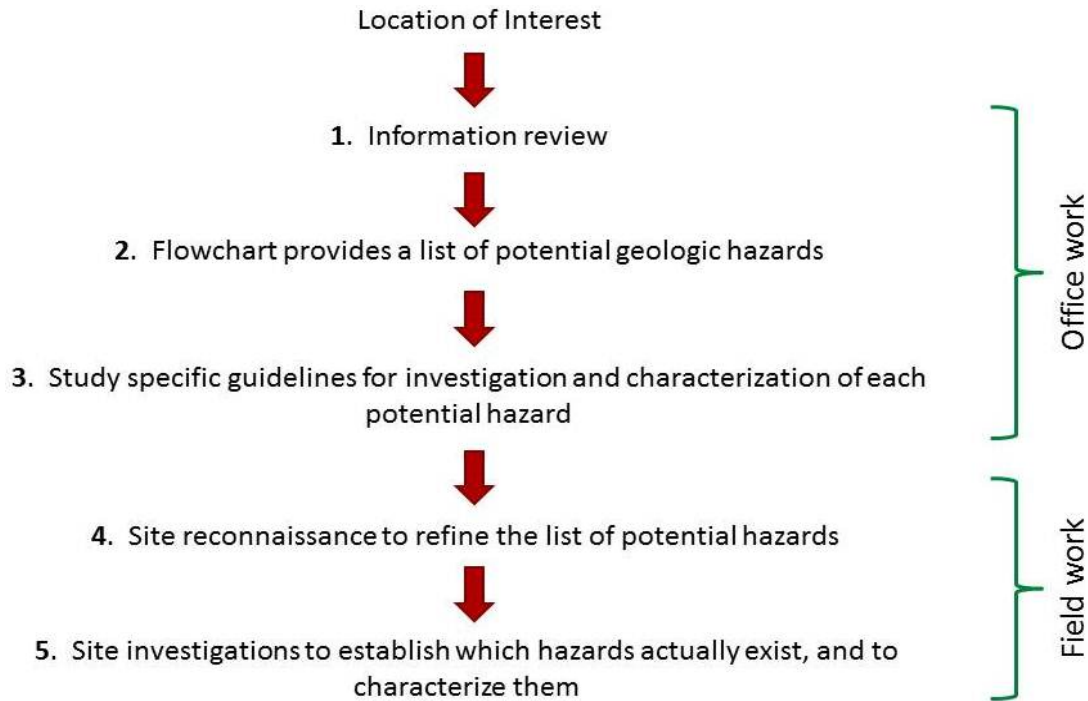 Location of Interest
1. Information review
2. Flowchart provides a list of potential geologic hazards
3. Study specific guidelines for investigation and characterization of each
potential hazard
Office work
4. Site reconnaissance to refine the list of potential hazards
5. Site investigations to establish which hazards actually exist, and to
characterize them
Field work